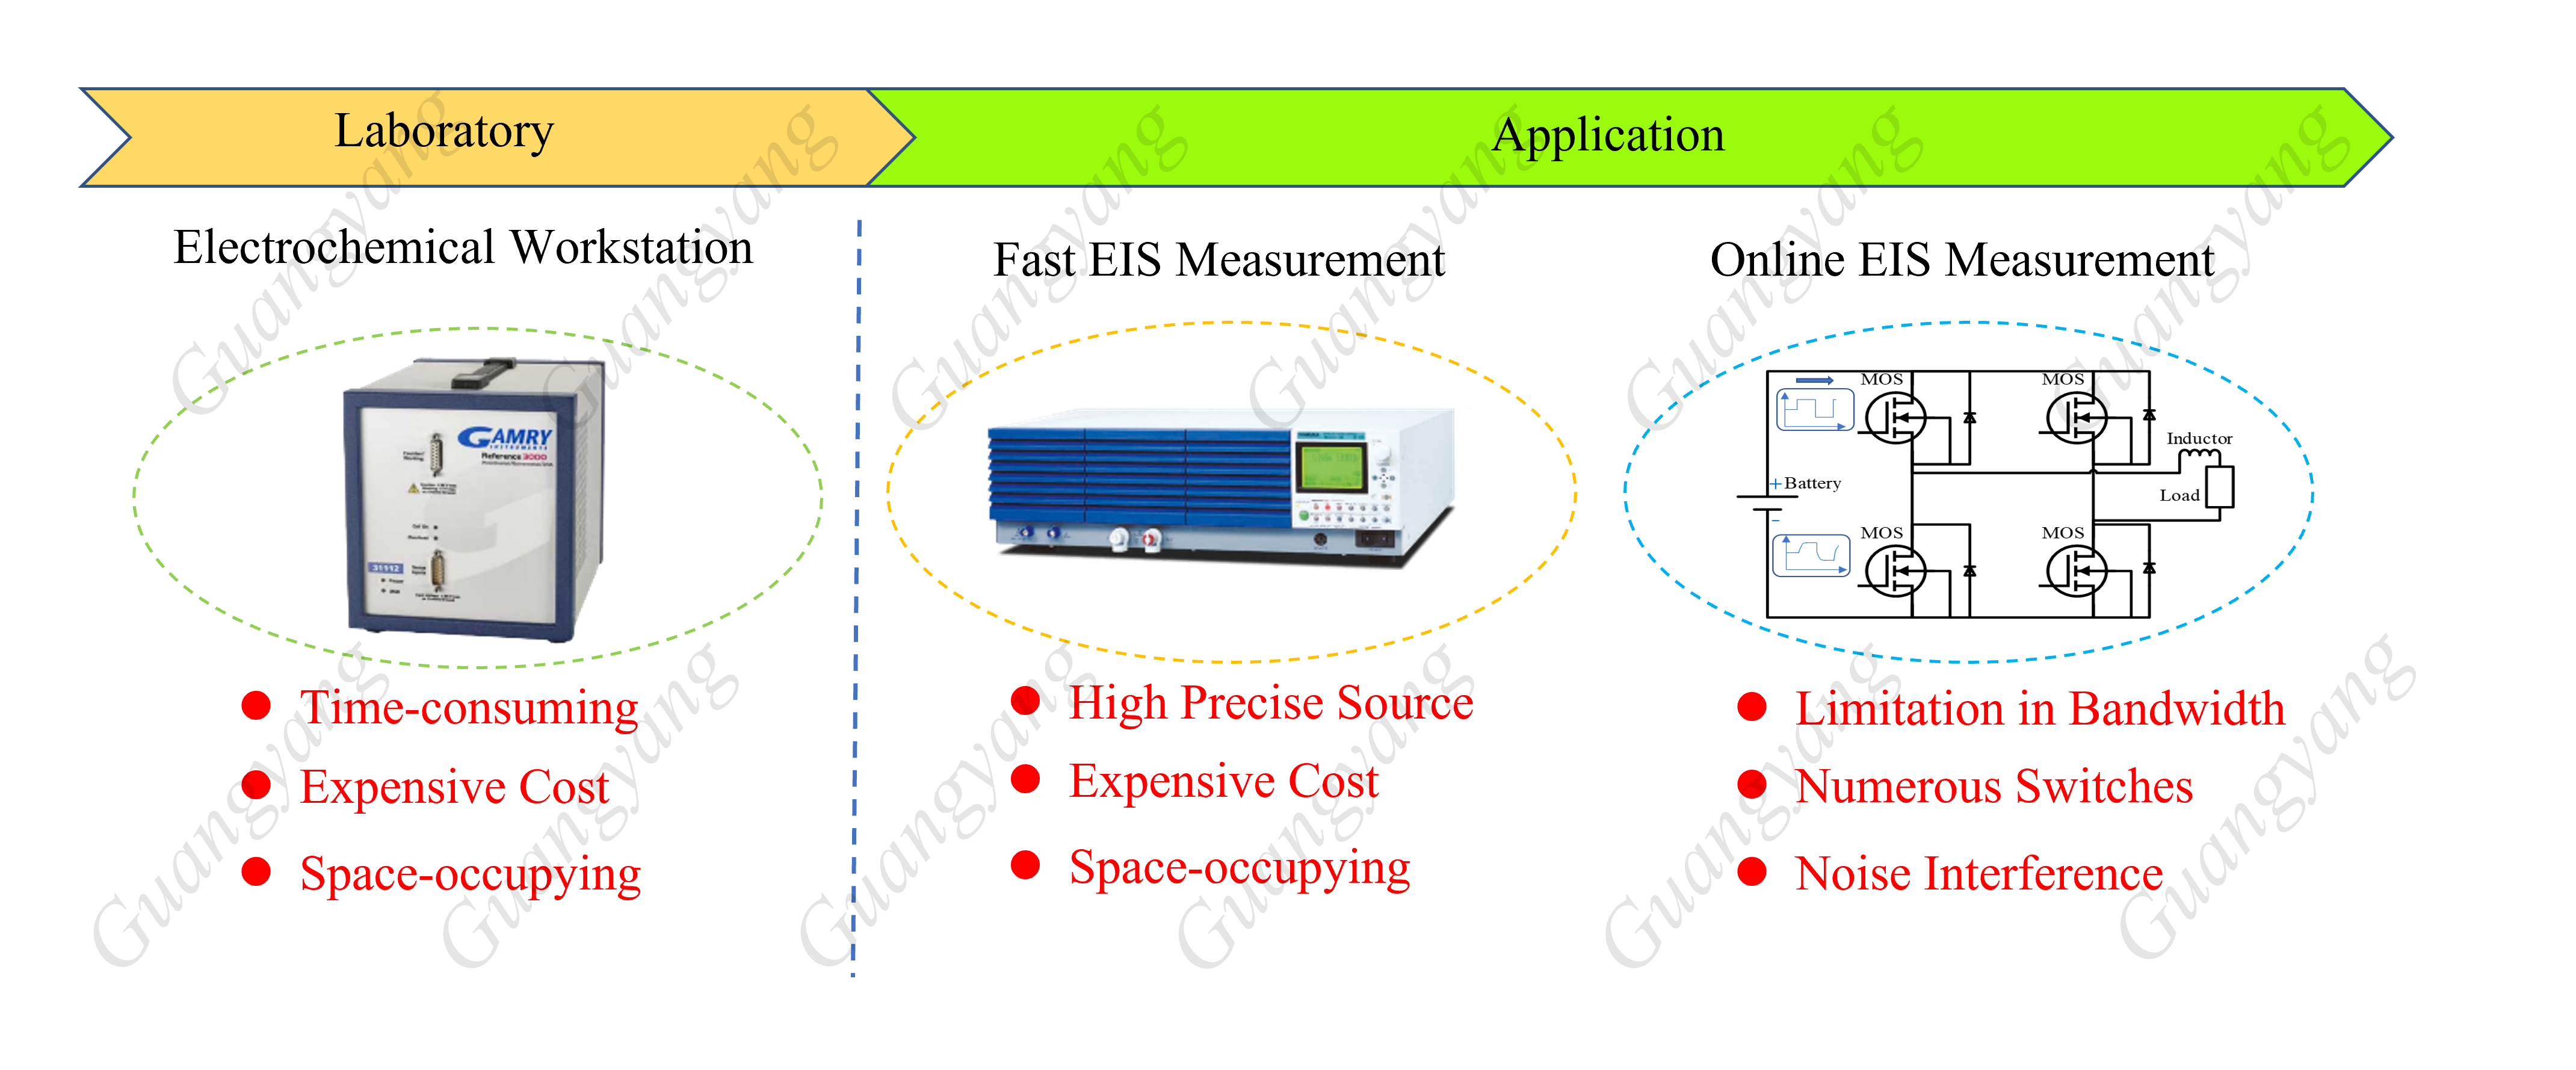 Laboratory
Application
Electrochemical Workstation
Fast EIS Measurement
Online EIS Measurement
GAMRY
INSTRUMENTS
Reference 3000
31112
MOS
MOS
Inductor
Load
+ Battery
-
MOS
MOS
Time-consuming
Expensive Cost
Space-occupying
High Precise Source
Expensive Cost
Space-occupying
Limitation in Bandwidth
Numerous Switches
Noise Interference
Guangyang
Guangyang
Guangyang
Guangyang
Guangyang
Guangyang
Guangyang
Guangyang
Guangyang
Guangyang
Guangyang
Guangyang